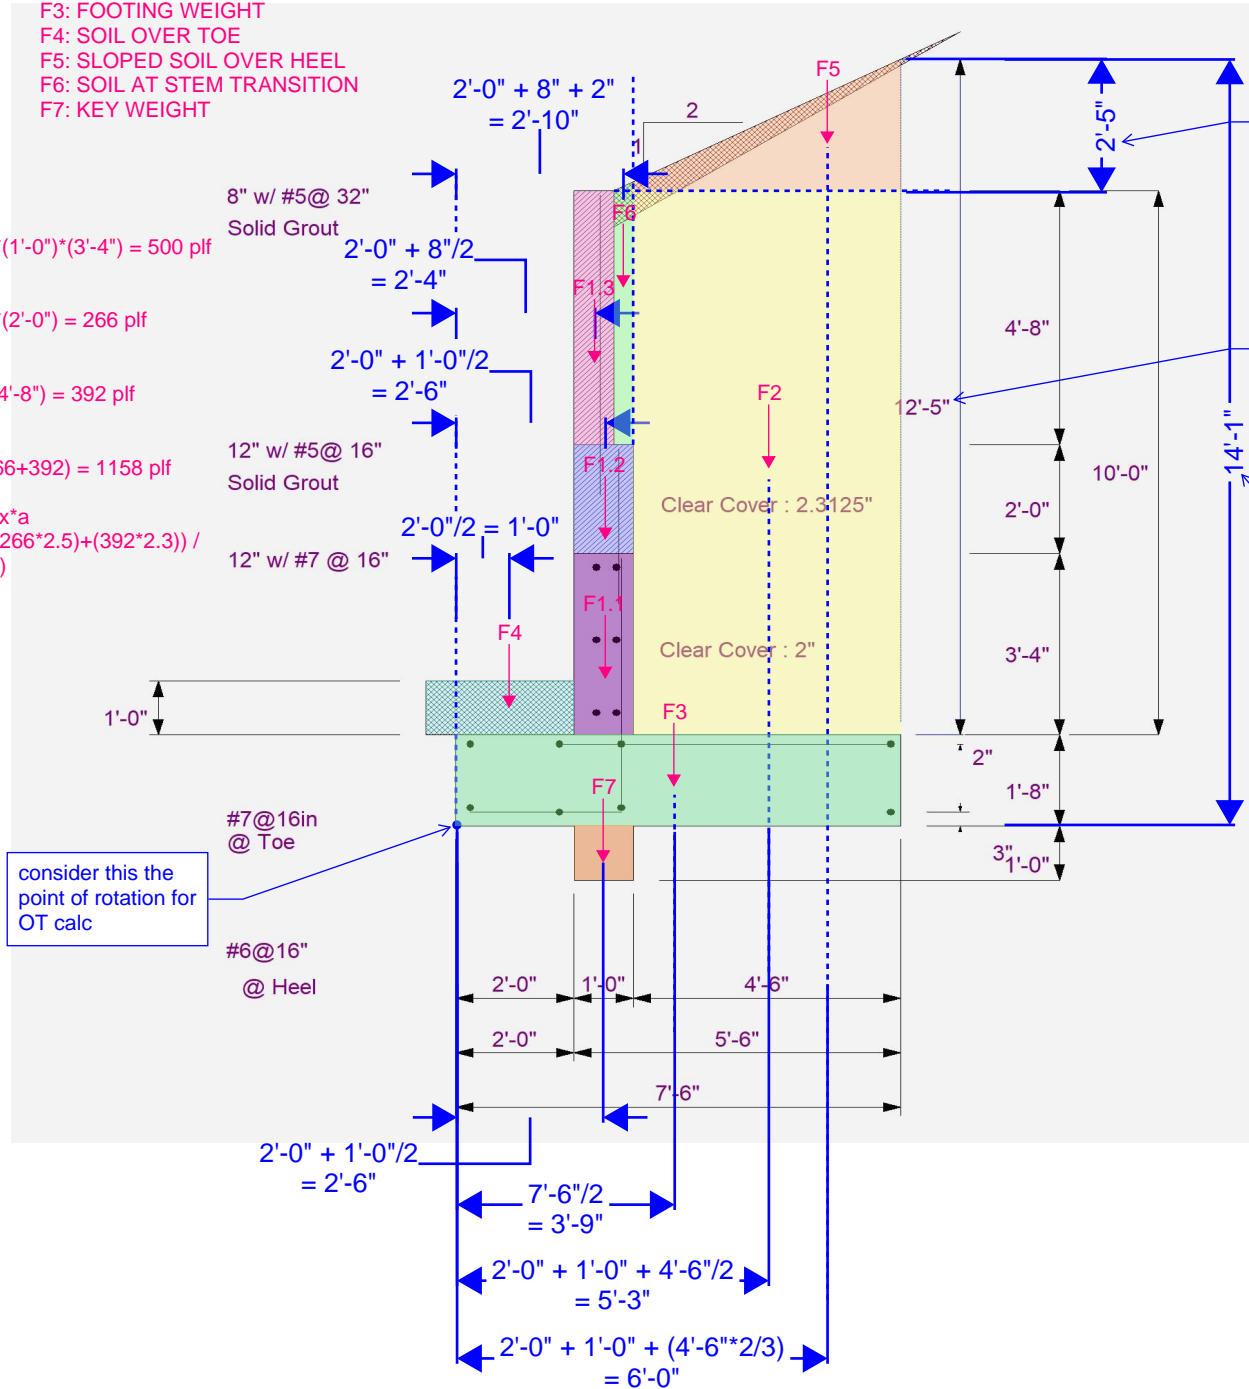 F3: FOOTING WEIGHT
F4: SOIL OVER TOE
F5: SLOPED SOIL OVER HEEL
F6: SOIL AT STEM TRANSITION
F7: KEY WEIGHT
2'-0" + 8" + 2"
= 2'-10"
2
1
F5
2'-5"
8" w/ #5@ 32"
Solid Grout
F6
(1'-0")*(3'-4") = 500 plf
2'-0" + 8"/2
= 2'-4"
F1.3
(2'-0") = 266 plf
4'-8"
2'-0" + 1'-0"/2
= 2'-6"
4'-8") = 392 plf
F2
12'-5"
14'-1"
12" w/ #5@ 16"
Solid Grout
66+392) = 1158 plf
F1.2
10'-0"
Clear Cover : 2.3125"
2'-0"
x*a
266*2.5)+(392*2.3)) /
)
2'-0"/2 = 1'-0"
12" w/ #7 @ 16"
F1.1
F4
Clear Cover : 2"
3'-4"
1'-0"
F3
2"
F7
1'-8"
#7@16in
@ Toe
3"
1'-0"
consider this the
point of rotation for
OT calc
#6@16"
@ Heel
2'-0"
1'-0"
4'-6"
2'-0"
5'-6"
7'-6"
2'-0" + 1'-0"/2
= 2'-6"
7'-6"/2
= 3'-9"
2'-0" + 1'-0" + 4'-6"/2
= 5'-3"
2'-0" + 1'-0" + (4'-6"*2/3)
= 6'-0"